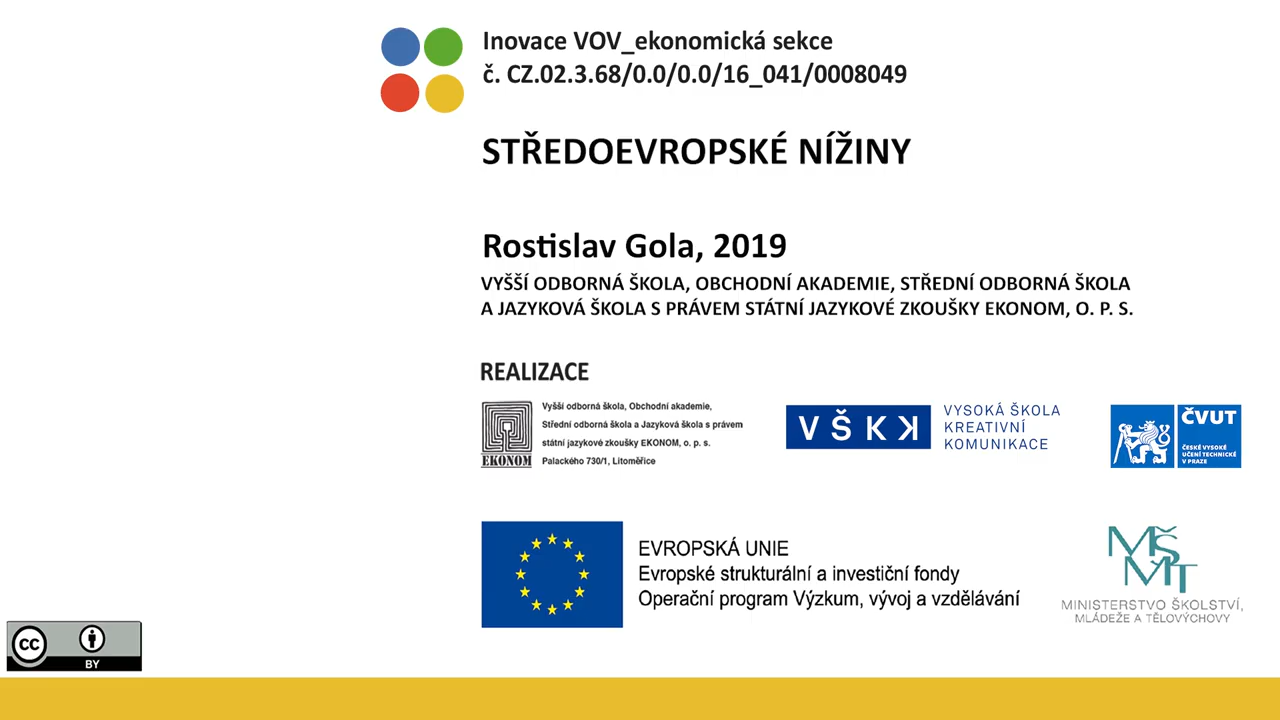 Inovace VOV_ekonomická sekce
č. CZ.02.3.68/0.0/0.0/16_041/0008049
STŘEDOEVROPSKÉ NÍŽINY
Rostislav Gola, 2019
VYŠŠÍ ODBORNÁ ŠKOLA, OBCHODNÍ AKADEMIE, STŘEDNÍ ODBORNÁ ŠKOLA
A JAZYKOVÁ ŠKOLA S PRÁVEM STÁTNÍ JAZYKOVÉ ZKOUŠKY EKONOM, O. P. S.
REALIZACE
EKONOM
Vyšší odborná škola, Obchodní akademie,
Střední odborná škola a Jazyková škola s právem
státní jazykové zkoušky EKONOM, o. p. s.
Palackého 730/1, Litoměřice
VŠKK
VYSOKÁ ŠKOLA
KREATIVNÍ
KOMUNIKACE
ČVUT
ČESKÉ VYSOKÉ
UČENÍ TECHNICKÉ
V PRAZE
EVROPSKÁ UNIE
Evropské strukturální a investiční fondy
Operační program Výzkum, vývoj a vzdělávání
MŠMT
MINISTERSTVO ŠKOLSTVÍ,
MLÁDEŽE A TĚLOVÝCHOVY
cc
BY